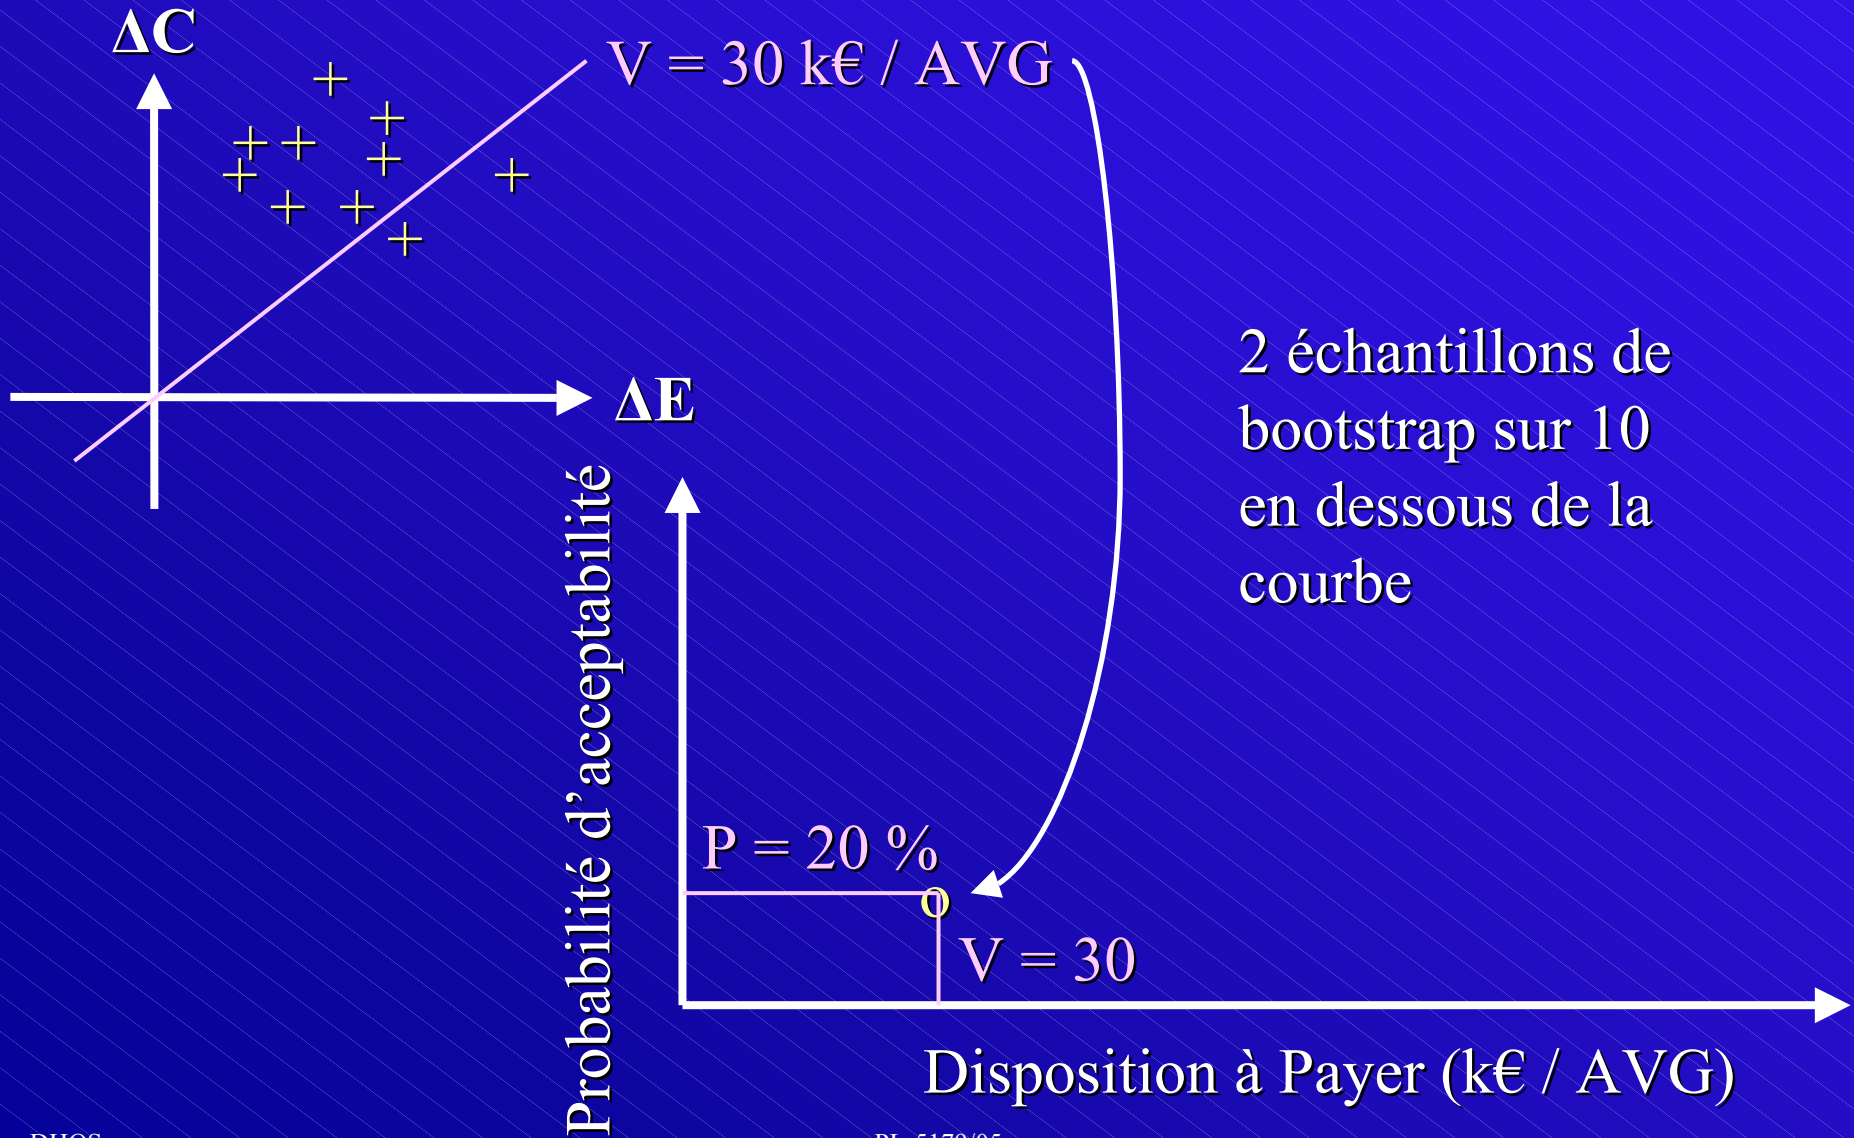 ΔC
V = 30 k€ / AVG
ΔE
2 échantillons de
bootstrap sur 10
en dessous de la
courbe
Probabilité d’acceptabilité
P = 20 %
o
V = 30
Disposition à Payer (k€ / AVG)